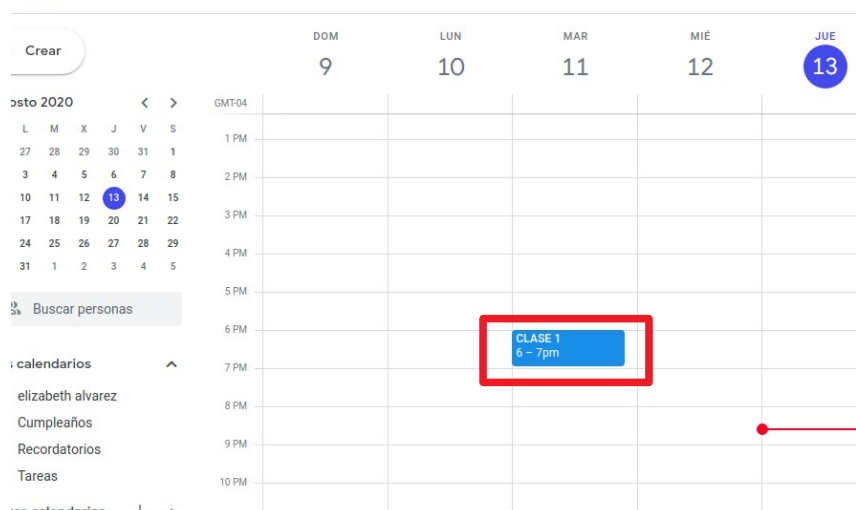 Crear
osto 2020 < >
L M X J V S
27 28 29 30 31 1
3 4 5 6 7 8
10 11 12 13 14 15
17 18 19 20 21 22
24 25 26 27 28 29
31 1 2 3 4 5
Buscar personas
calendarios
elizabeth alvarez
Cumpleaños
Recordatorios
Tareas
DOM LUN MAR MIÉ JUE
9 10 11 12 13
GMT-04
1 PM
2 PM
3 PM
4 PM
5 PM
6 PM
CLASE 1
6 – 7pm
7 PM
8 PM
9 PM
10 PM